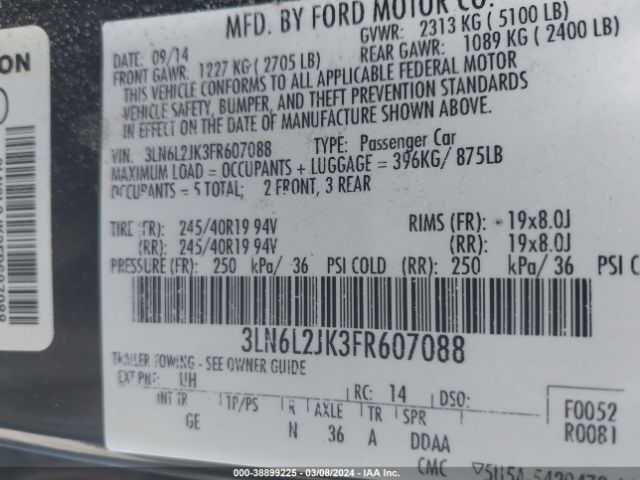 MFD. BY FORD MOTOR CO.
DATE: 09/14
GVWR: 2313 KG ( 5100 LB)
FRONT GAWR: 1227 KG ( 2705 LB)
REAR GAWR: 1089 KG ( 2400 LB)
THIS VEHICLE CONFORMS TO ALL APPLICABLE FEDERAL MOTOR
VEHICLE SAFETY, BUMPER, AND THEFT PREVENTION STANDARDS
IN EFFECT ON THE DATE OF MANUFACTURE SHOWN ABOVE.
VIN: 3LN6L2JK3FR607088 TYPE: Passenger Car
MAXIMUM LOAD = OCCUPANTS + LUGGAGE = 396KG/ 875LB
OCCUPANTS = 5 TOTAL; 2 FRONT, 3 REAR
TIRE (FR): 245/40R19 94V RIMS (FR): 19x8.0J
(RR): 245/40R19 94V (RR): 19x8.0J
PRESSURE (FR): 250 kPa/ 36 PSI COLD (RR): 250 kPa/ 36 PSI
3LN6L2JK3FR607088
TRAILER TOWING - SEE OWNER GUIDE
EXT PNT: UH RC: 14 DSO:
INT TR TP/PS R AXLE TR SPR F0052
GE N 36 A DDAA R0081
CMC
000-38899225 - 03/08/2024 - IAA Inc.